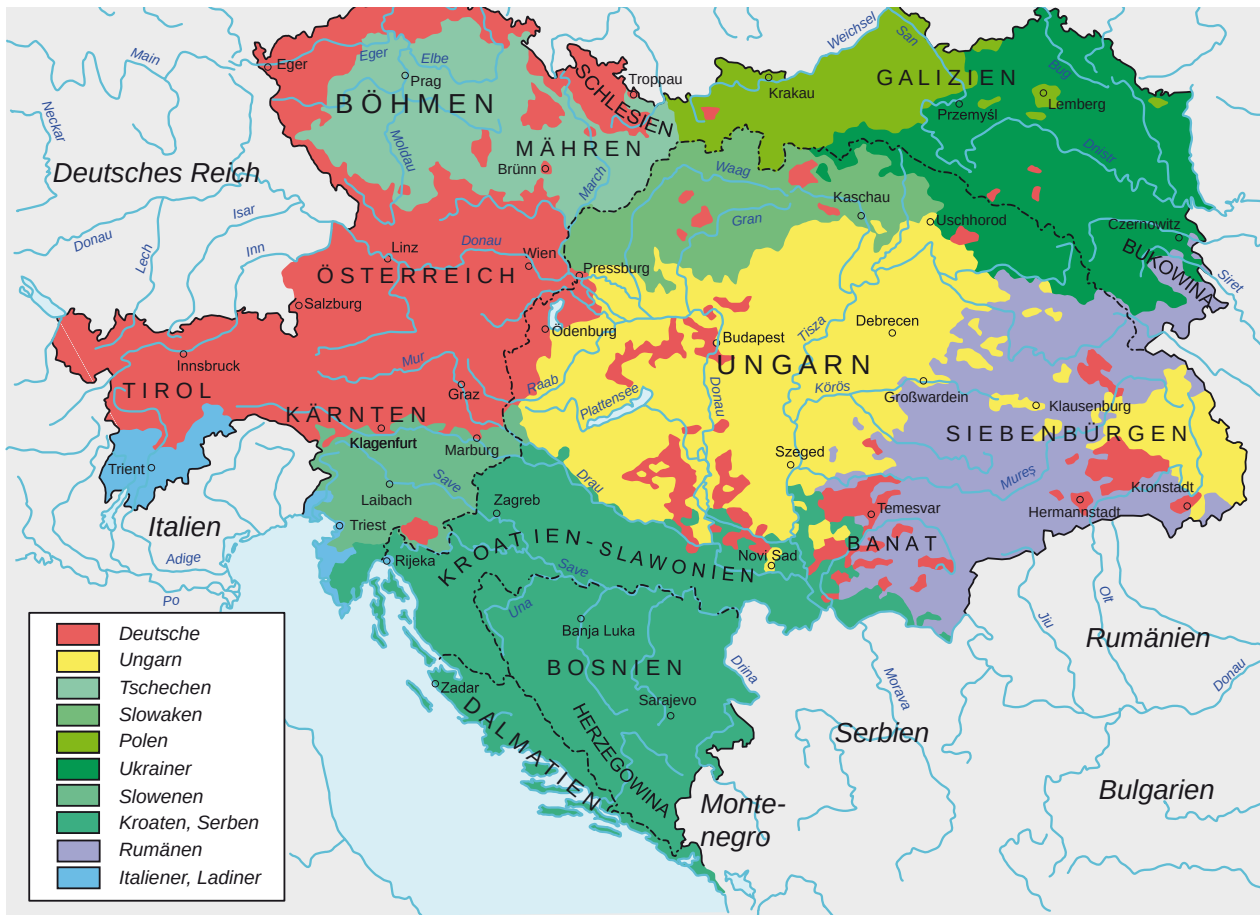 Weichsel
San
Main
Eger
Eger
Elbe
Troppau
Prag
SCHLESIEN
Krakau
GALIZIEN
Bug
Lemberg
BÖHMEN
Przemyśl
Neckar
Moldau
MÄHREN
Brünn
March
Waag
Dnistr
Deutsches Reich
Isar
Gran
Kaschau
Uschhorod
Czernowitz
Donau
Lech
Inn
Linz
Donau
Wien
BUKOWINA
Siret
ÖSTERREICH
Pressburg
Salzburg
Ödenburg
Budapest
Tisza
Debrecen
Innsbruck
Mur
UNGARN
TIROL
Graz
Raab
Plattensee
Donau
Körös
Großwardein
Klausenburg
KÄRNTEN
Klagenfurt
Marburg
SIEBENBÜRGEN
Trient
Szeged
Save
Drau
Mureș
Laibach
Zagreb
Kronstadt
Italien
Triest
Temesvar
Hermannstadt
Adige
Rijeka
KROATIEN-SLAWONIEN
Novi Sad
BANAT
Save
Po
Una
Banja Luka
Jiu
Olt
Deutsche
Rumänien
Ungarn
BOSNIEN
Drina
Donau
Tschechen
Zadar
Sarajevo
Morava
Slowaken
DALMATIEN
HERZEGOWINA
Serbien
Polen
Ukrainer
Bulgarien
Slowenen
Monte-
negro
Kroaten, Serben
Rumänen
Italiener, Ladiner